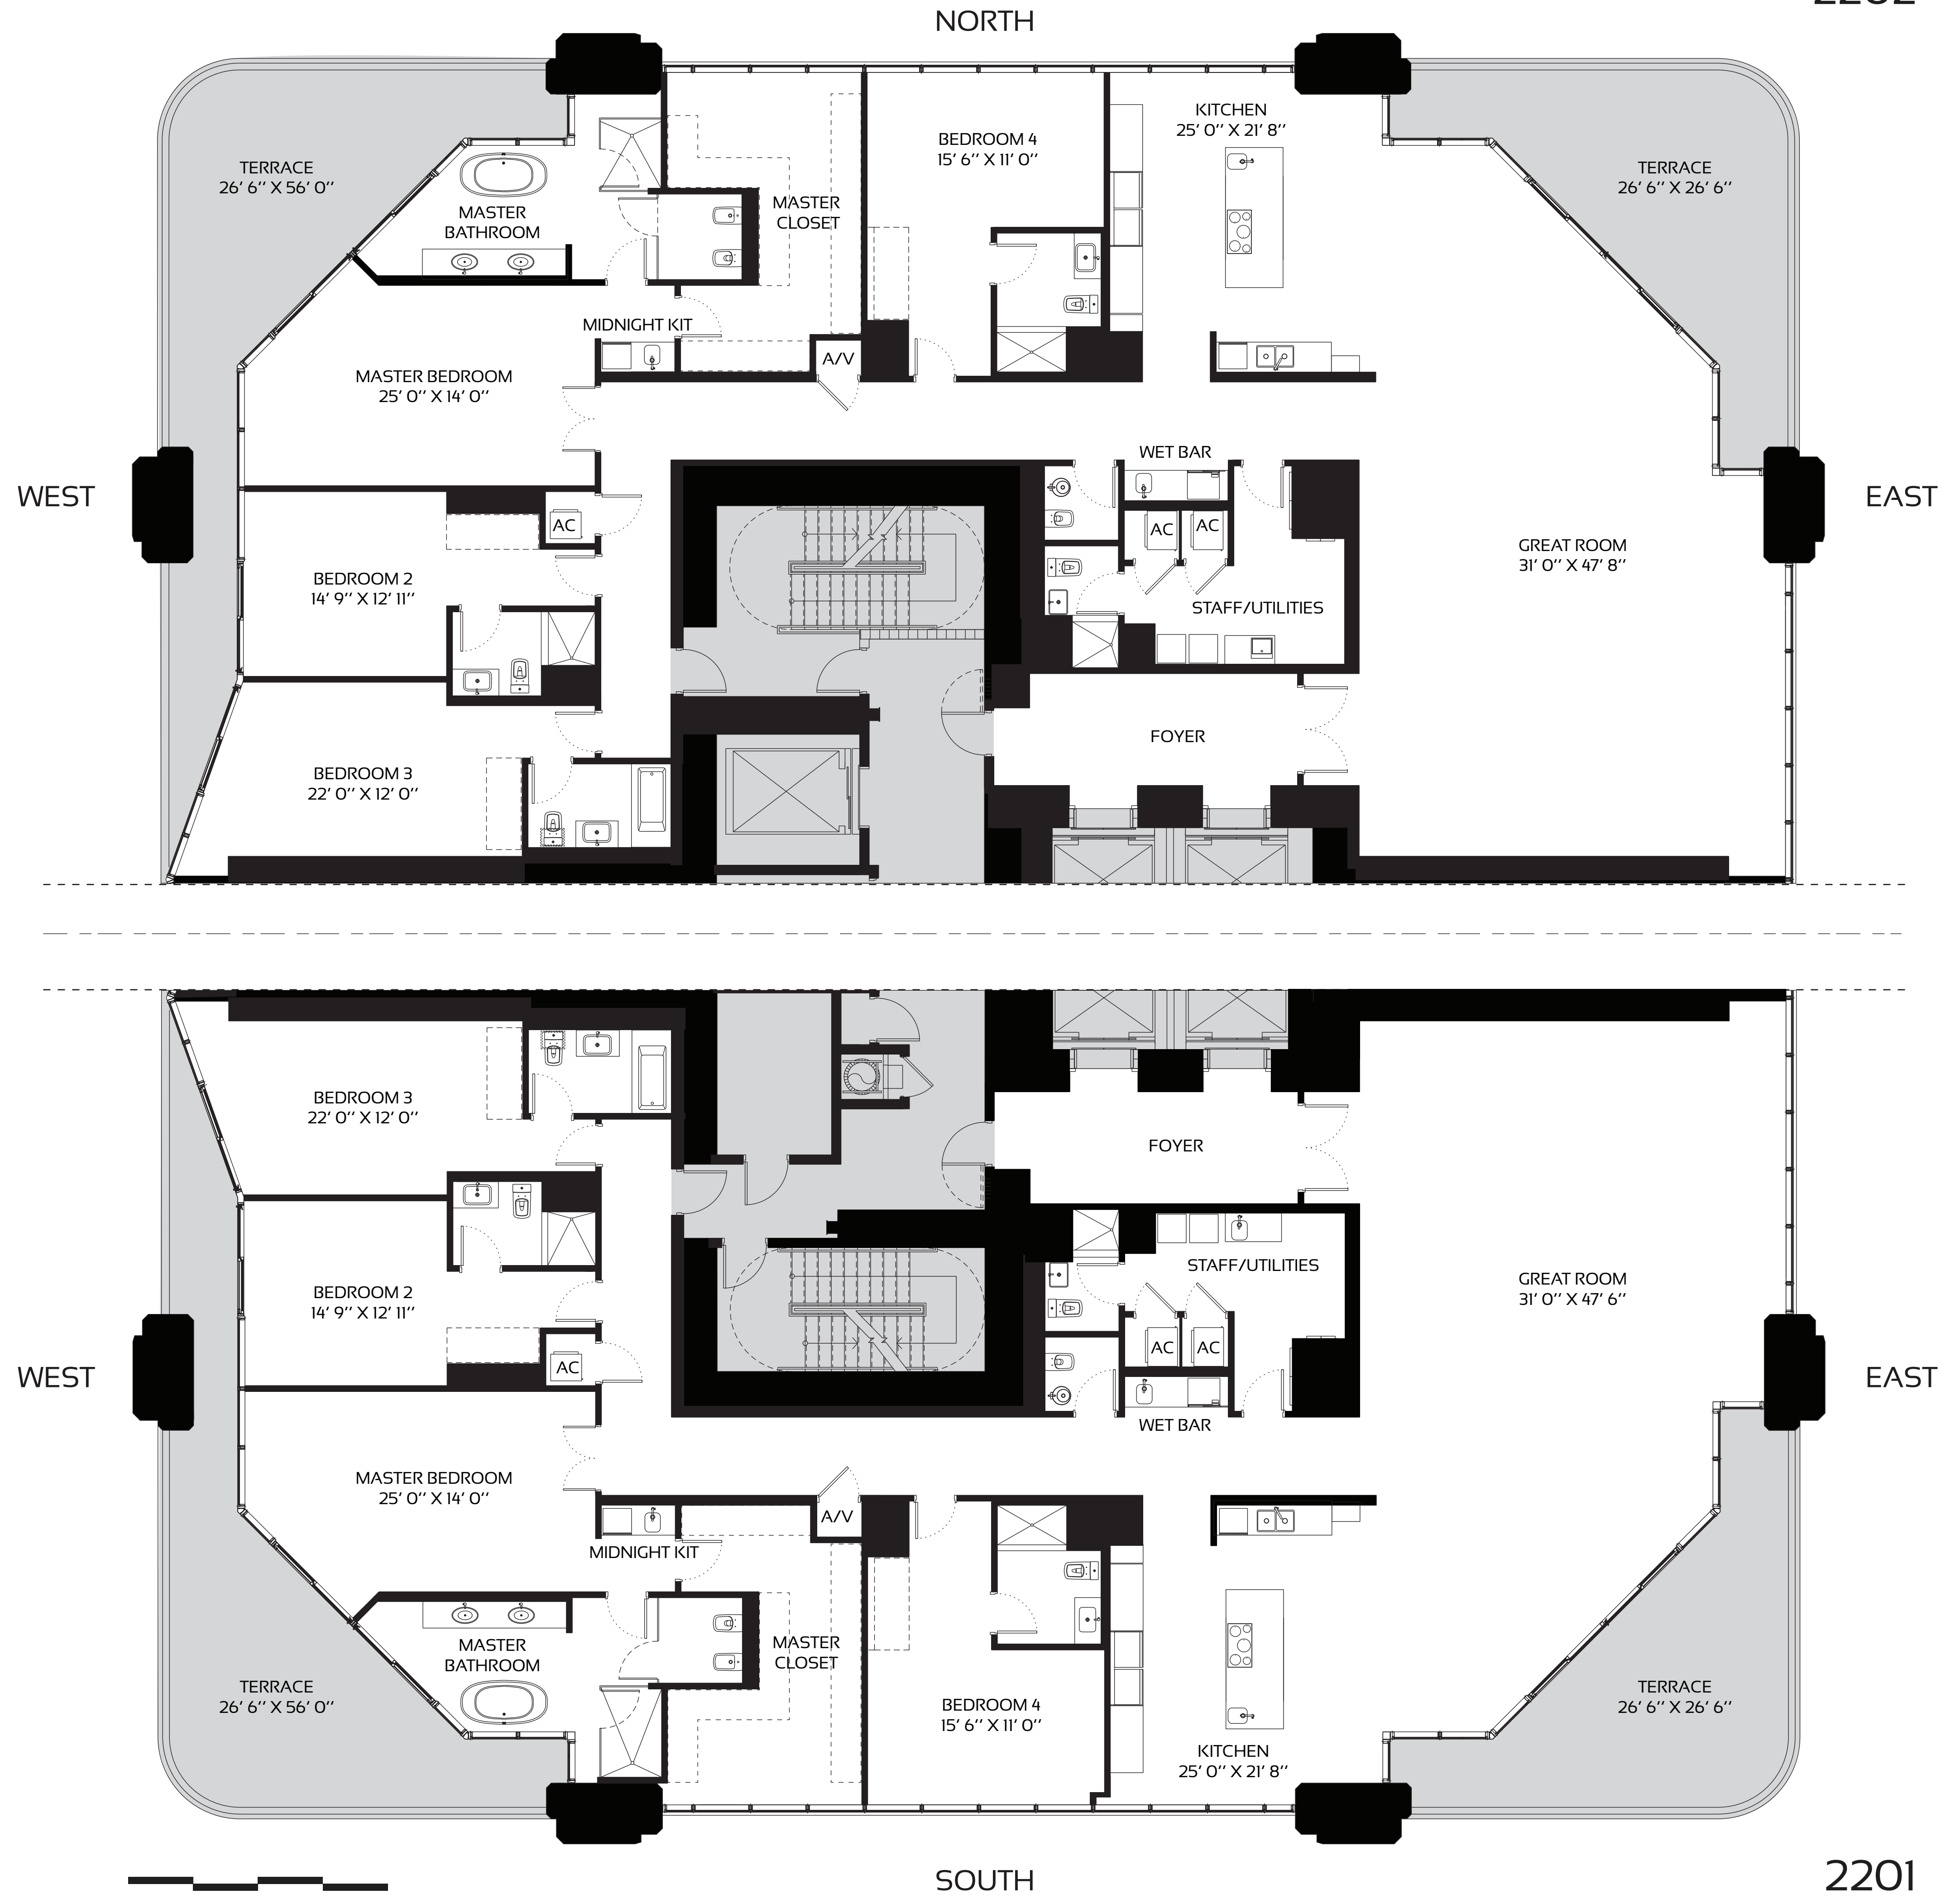 NORTH
TERRACE
26' 6'' X 56' 0''
MASTER
BATHROOM
MASTER
CLOSET
BEDROOM 4
15' 6'' X 11' 0''
KITCHEN
25' 0'' X 21' 8''
TERRACE
26' 6'' X 26' 6''
MIDNIGHT KIT
A/V
MASTER BEDROOM
25' 0'' X 14' 0''
WET BAR
WEST
EAST
AC
AC
AC
GREAT ROOM
31' 0'' X 47' 8''
BEDROOM 2
14' 9'' X 12' 11''
STAFF/UTILITIES
FOYER
BEDROOM 3
22' 0'' X 12' 0''
BEDROOM 3
22' 0'' X 12' 0''
FOYER
STAFF/UTILITIES
BEDROOM 2
14' 9'' X 12' 11''
GREAT ROOM
31' 0'' X 47' 6''
AC
AC
AC
WEST
EAST
WET BAR
MASTER BEDROOM
25' 0'' X 14' 0''
A/V
MIDNIGHT KIT
MASTER
BATHROOM
MASTER
CLOSET
TERRACE
26' 6'' X 56' 0''
BEDROOM 4
15' 6'' X 11' 0''
TERRACE
26' 6'' X 26' 6''
KITCHEN
25' 0'' X 21' 8''
SOUTH
2201